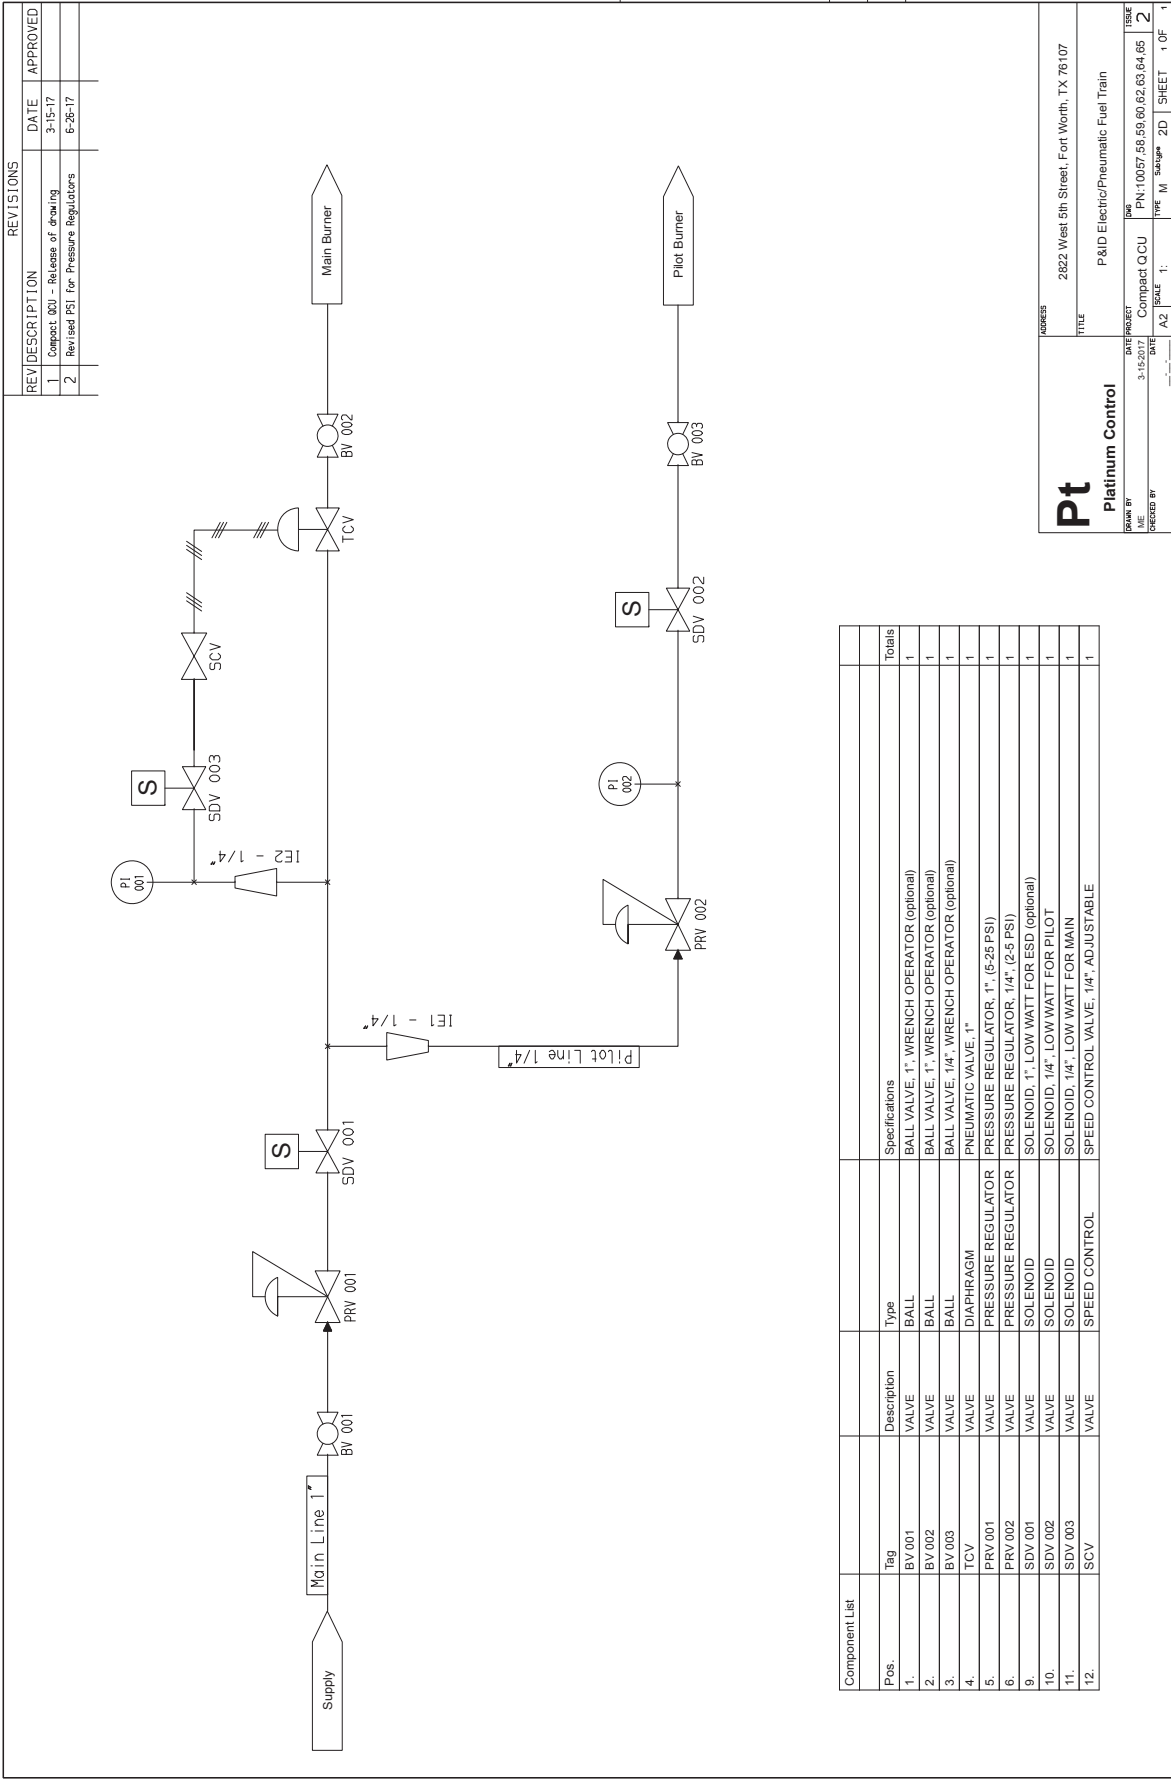 REVISIONS
REV DESCRIPTION DATE APPROVED
1 Compact QCU - Release of drawing 3-15-17
2 Revised PSI for Pressure Regulators 6-26-17
PI 001
S
SDV 003
SCV
IE2 - 1/4"
Supply
Main Line 1"
BV 001
PRV 001
S
SDV 001
TCV
BV 002
Main Burner
IE1 - 1/4"
Pilot Line 1/4"
PRV 002
PI 002
S
SDV 002
BV 003
Pilot Burner
Component List
Pos. Tag Description Type Specifications Totals
1. BV 001 VALVE BALL BALL VALVE, 1", WRENCH OPERATOR (optional) 1
2. BV 002 VALVE BALL BALL VALVE, 1", WRENCH OPERATOR (optional) 1
3. BV 003 VALVE BALL BALL VALVE, 1/4", WRENCH OPERATOR (optional) 1
4. TCV VALVE DIAPHRAGM PNEUMATIC VALVE, 1" 1
5. PRV 001 VALVE PRESSURE REGULATOR PRESSURE REGULATOR, 1", (5-25 PSI) 1
6. PRV 002 VALVE PRESSURE REGULATOR PRESSURE REGULATOR, 1/4", (2-5 PSI) 1
9. SDV 001 VALVE SOLENOID SOLENOID, 1", LOW WATT FOR ESD (optional) 1
10. SDV 002 VALVE SOLENOID SOLENOID, 1/4", LOW WATT FOR PILOT 1
11. SDV 003 VALVE SOLENOID SOLENOID, 1/4", LOW WATT FOR MAIN 1
12. SCV VALVE SPEED CONTROL SPEED CONTROL VALVE, 1/4", ADJUSTABLE 1
Pt
Platinum Control
ADDRESS
2822 West 5th Street, Fort Worth, TX 76107
TITLE
P&ID Electric/Pneumatic Fuel Train
DRAWN BY DATE PROJECT DWG ISSUE
ME 3-15-2017 Compact QCU PN:10057,58,59,60,62,63,64,65 2
CHECKED BY DATE
A2 SCALE 1: TYPE M Subtype 2D SHEET 1 OF 1